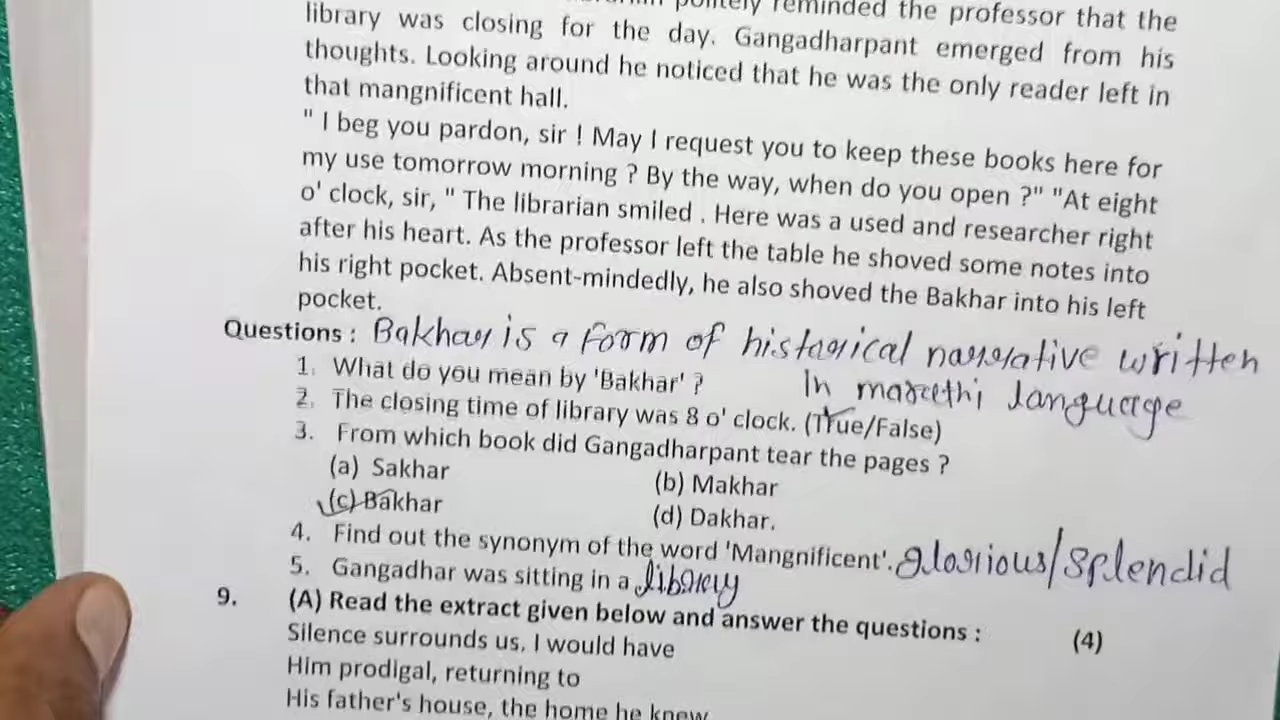 politely reminded the professor that the
library was closing for the day. Gangadharpant emerged from his
thoughts. Looking around he noticed that he was the only reader left in
that mangnificent hall.
" I beg you pardon, sir ! May I request you to keep these books here for
my use tomorrow morning ? By the way, when do you open ?" "At eight
o' clock, sir, " The librarian smiled . Here was a used and researcher right
after his heart. As the professor left the table he shoved some notes into
his right pocket. Absent-mindedly, he also shoved the Bakhar into his left
pocket.
Questions : Bakhar is a form of historical narrative written
In marathi language
1. What do you mean by 'Bakhar' ?
2. The closing time of library was 8 o' clock. (True/False)
3. From which book did Gangadharpant tear the pages ?
(a) Sakhar (b) Makhar
(c) Bakhar (d) Dakhar.
4. Find out the synonym of the word 'Mangnificent'. glorious/splendid
5. Gangadhar was sitting in a library
9. (A) Read the extract given below and answer the questions : (4)
Silence surrounds us. I would have
Him prodigal, returning to
His father's house, the home he knew